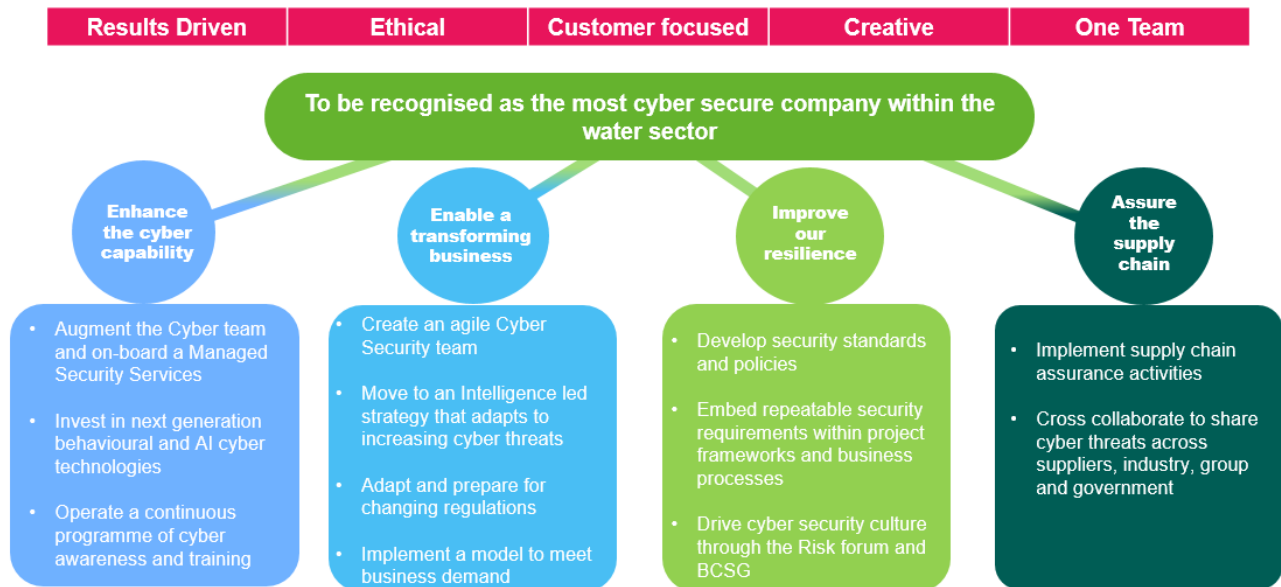 Results Driven
Ethical
Customer focused
Creative
One Team
To be recognised as the most cyber secure company within the
water sector
Enhance
the cyber
capability
• Augment the Cyber team
and on-board a Managed
Security Services
• Invest in next generation
behavioural and AI cyber
technologies
• Operate a continuous
programme of cyber
awareness and training
Enable a
transforming
business
• Create an agile Cyber
Security team
• Move to an Intelligence led
strategy that adapts to
increasing cyber threats
• Adapt and prepare for
changing regulations
• Implement a model to meet
business demand
Improve
our
resilience
• Develop security standards
and policies
• Embed repeatable security
requirements within project
frameworks and business
processes
• Drive cyber security culture
through the Risk forum and
BCSG
Assure
the
supply
chain
• Implement supply chain
assurance activities
• Cross collaborate to share
cyber threats across
suppliers, industry, group
and government